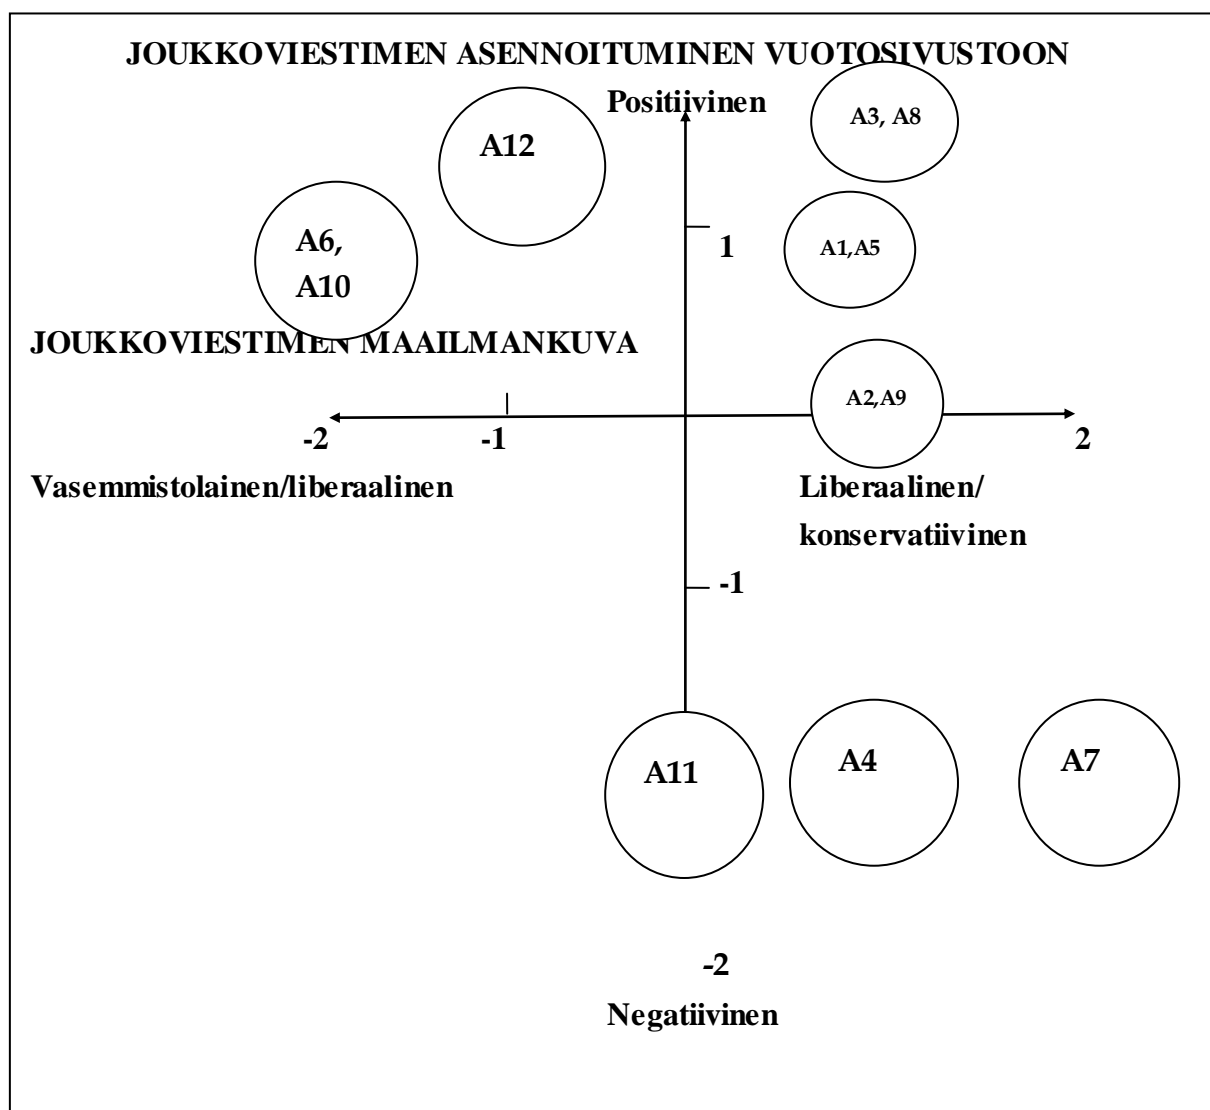 JOUKKOVIESTIMEN ASENNOITUMINEN VUOTOSIVUSTOON
Positiivinen
A3, A8
A12
A6,
A10
1
A1,A5
JOUKKOVIESTIMEN MAAILMANKUVA
A2,A9
-2
-1
2
Vasemmistolainen/liberaalinen
Liberaalinen/
konservatiivinen
-1
A11
A4
A7
-2
Negatiivinen